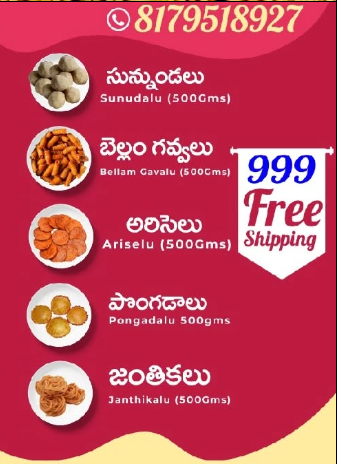 8179518927
సున్నుండలు
Sunudalu (500Gms)
బెల్లం గవ్వలు
Bellam Gavalu (500Gms)
999
Free
Shipping
అరిసెలు
Ariselu (500Gms)
పొంగడాలు
Pongadalu 500gms
జంతికలు
Janthikalu (500Gms)